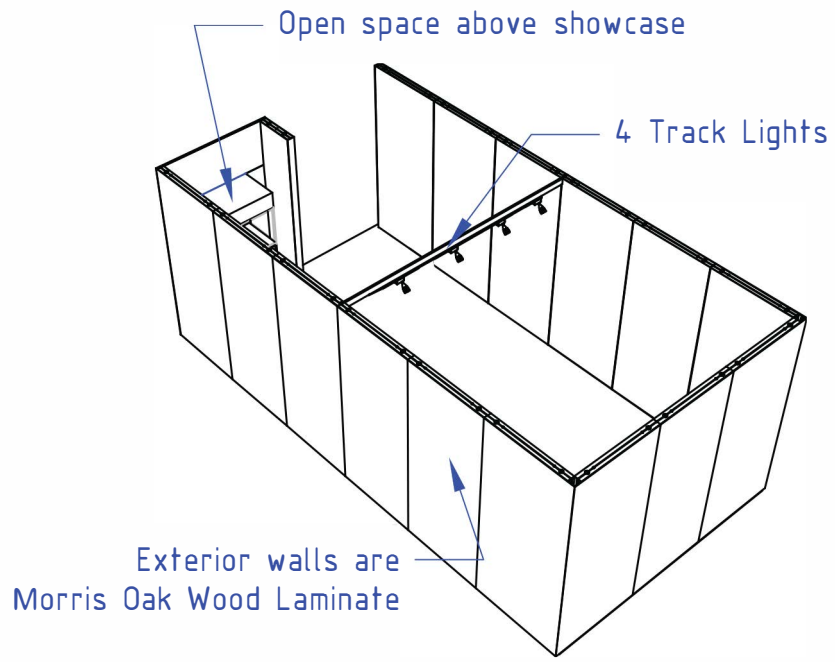 Open space above showcase
4 Track Lights
Exterior walls are
Morris Oak Wood Laminate